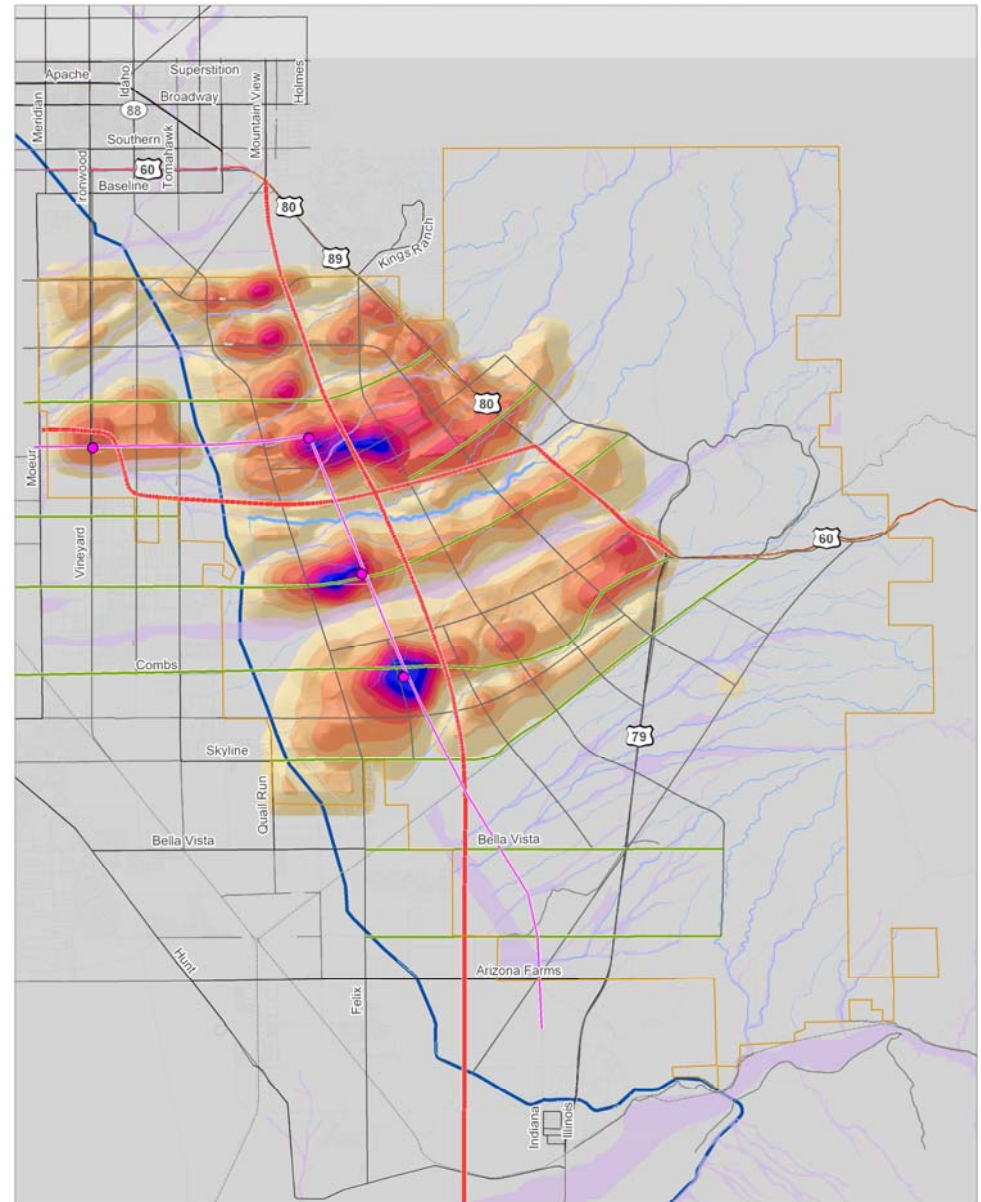 Apache
Superstition
Idaho
Broadway
Mountain View
Holmes
Meridian
88
Southern
Tomahawk
Ironwood
60
Baseline
80
89
Kings Ranch
80
Moeur
Vineyard
60
Combs
79
Skyline
Quail Run
Bella Vista
Bella Vista
Hunt
Arizona Farms
Felix
Indiana
Illinois